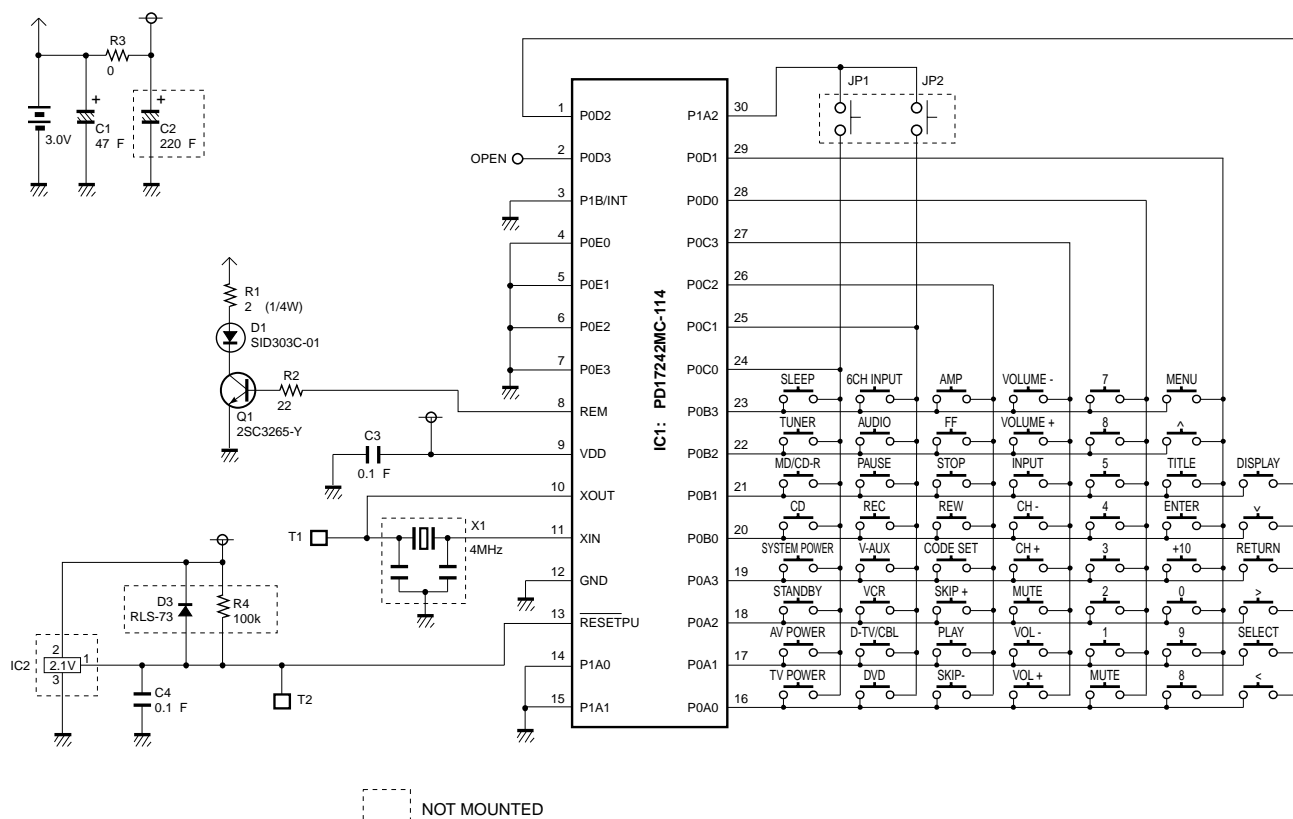 R3
0
+
+
C1
47 F
C2
220 F
3.0V
JP1
JP2
1
P0D2
P1A2
30
OPEN
2
P0D3
P0D1
29
3
P1B/INT
P0D0
28
4
P0E0
P0C3
27
5
P0E1
P0C2
26
6
P0E2
P0C1
25
7
P0E3
P0C0
24
8
REM
P0B3
23
9
VDD
P0B2
22
10
XOUT
P0B1
21
11
XIN
P0B0
20
12
GND
P0A3
19
13
RESETPU
P0A2
18
14
P1A0
P0A1
17
15
P1A1
P0A0
16
IC1: PD17242MC-114
R1
2 (1/4W)
D1
SID303C-01
R2
22
Q1
2SC3265-Y
C3
0.1 F
T1
X1
4MHz
D3
RLS-73
R4
100k
IC2
2
2.1V
1
3
C4
0.1 F
T2
SLEEP 6CH INPUT AMP VOLUME - 7 MENU
TUNER AUDIO FF VOLUME + 8 ^
MD/CD-R PAUSE STOP INPUT 5 TITLE DISPLAY
CD REC REW CH - 4 ENTER v
SYSTEM POWER V-AUX CODE SET CH + 3 +10 RETURN
STANDBY VCR SKIP + MUTE 2 0 >
AV POWER D-TV/CBL PLAY VOL - 1 9 SELECT
TV POWER DVD SKIP- VOL + MUTE 8 <
NOT MOUNTED